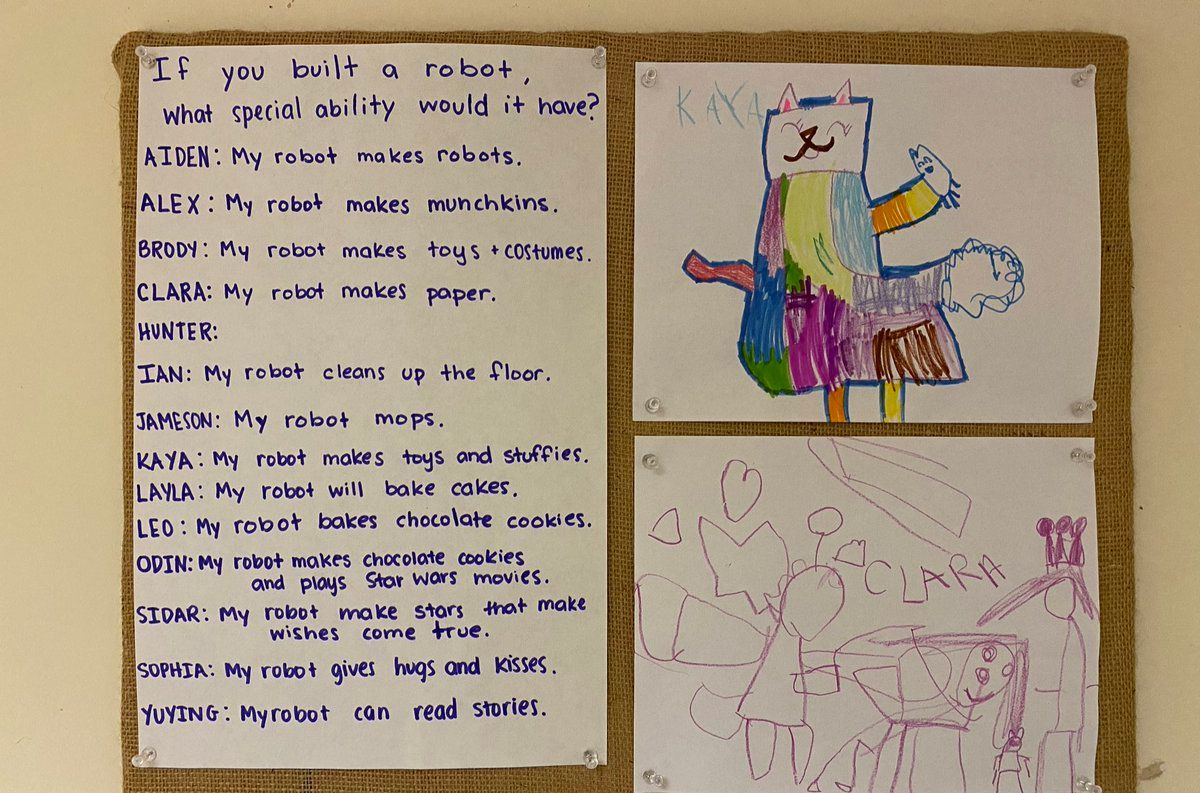 If you built a robot,
what special ability would it have?
AIDEN: My robot makes robots.
ALEX: My robot makes munchkins.
BRODY: My robot makes toys + costumes.
CLARA: My robot makes paper.
HUNTER:
IAN: My robot cleans up the floor.
JAMESON: My robot mops.
KAYA: My robot makes toys and stuffies.
LAYLA: My robot will bake cakes.
LEO: My robot bakes chocolate cookies.
ODIN: My robot makes chocolate cookies
and plays Star Wars movies.
SIDAR: My robot make stars that make
wishes come true.
SOPHIA: My robot gives hugs and kisses.
YUYING: My robot can read stories.
KAYA
CLARA